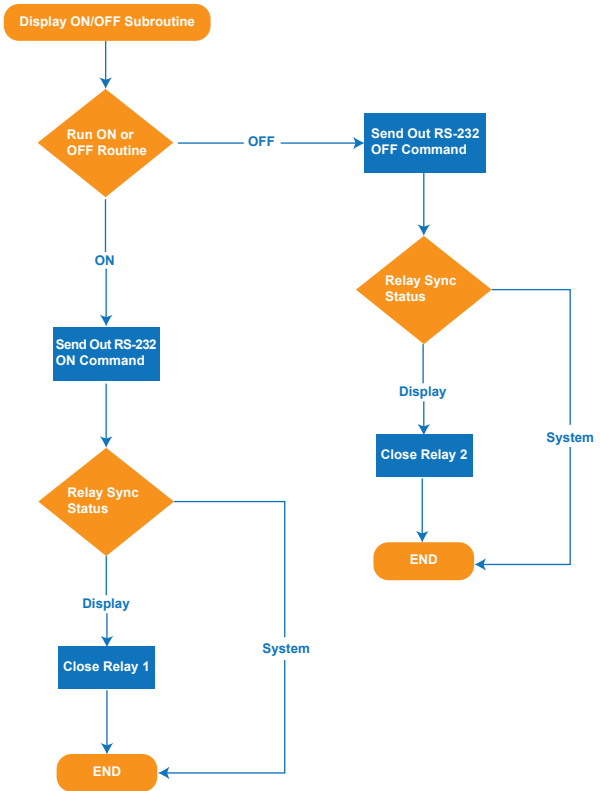 Display ON/OFF Subroutine
Run ON or
OFF Routine
OFF
Send Out RS-232
OFF Command
ON
Relay Sync
Status
Send Out RS-232
ON Command
Display
System
Close Relay 2
Relay Sync
Status
END
Display
System
Close Relay 1
END